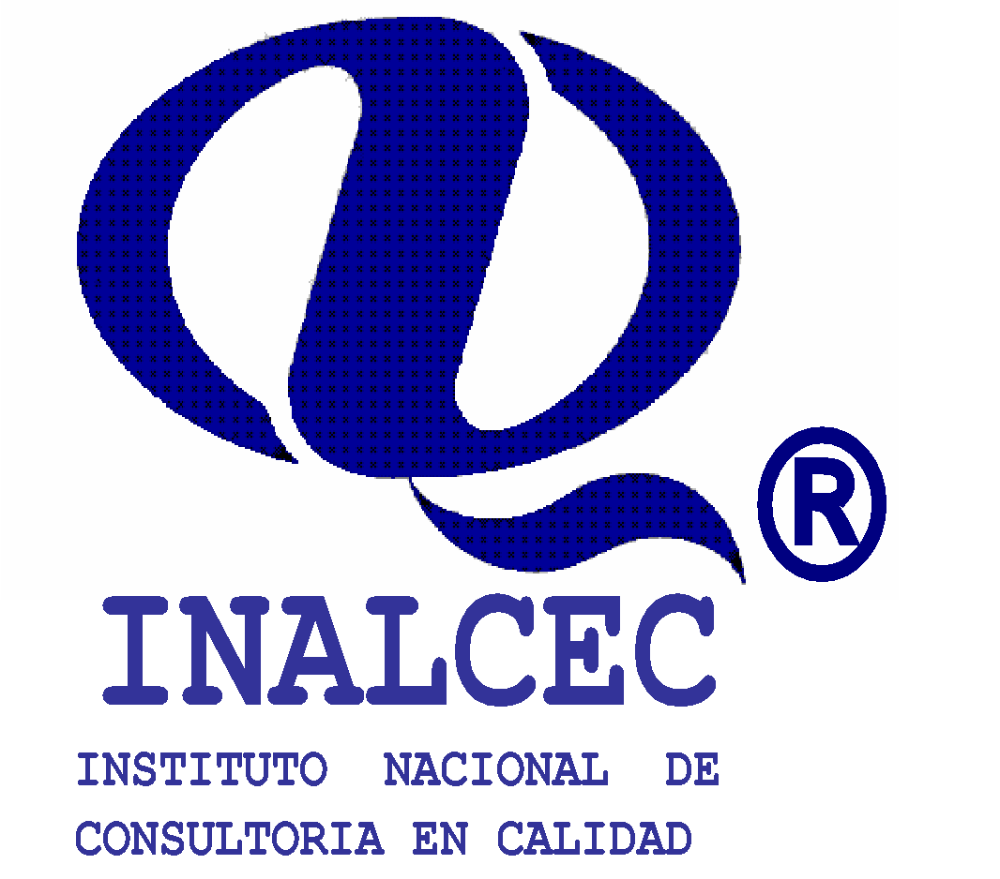 ®
INALCEC
INSTITUTO NACIONAL DE
CONSULTORIA EN CALIDAD